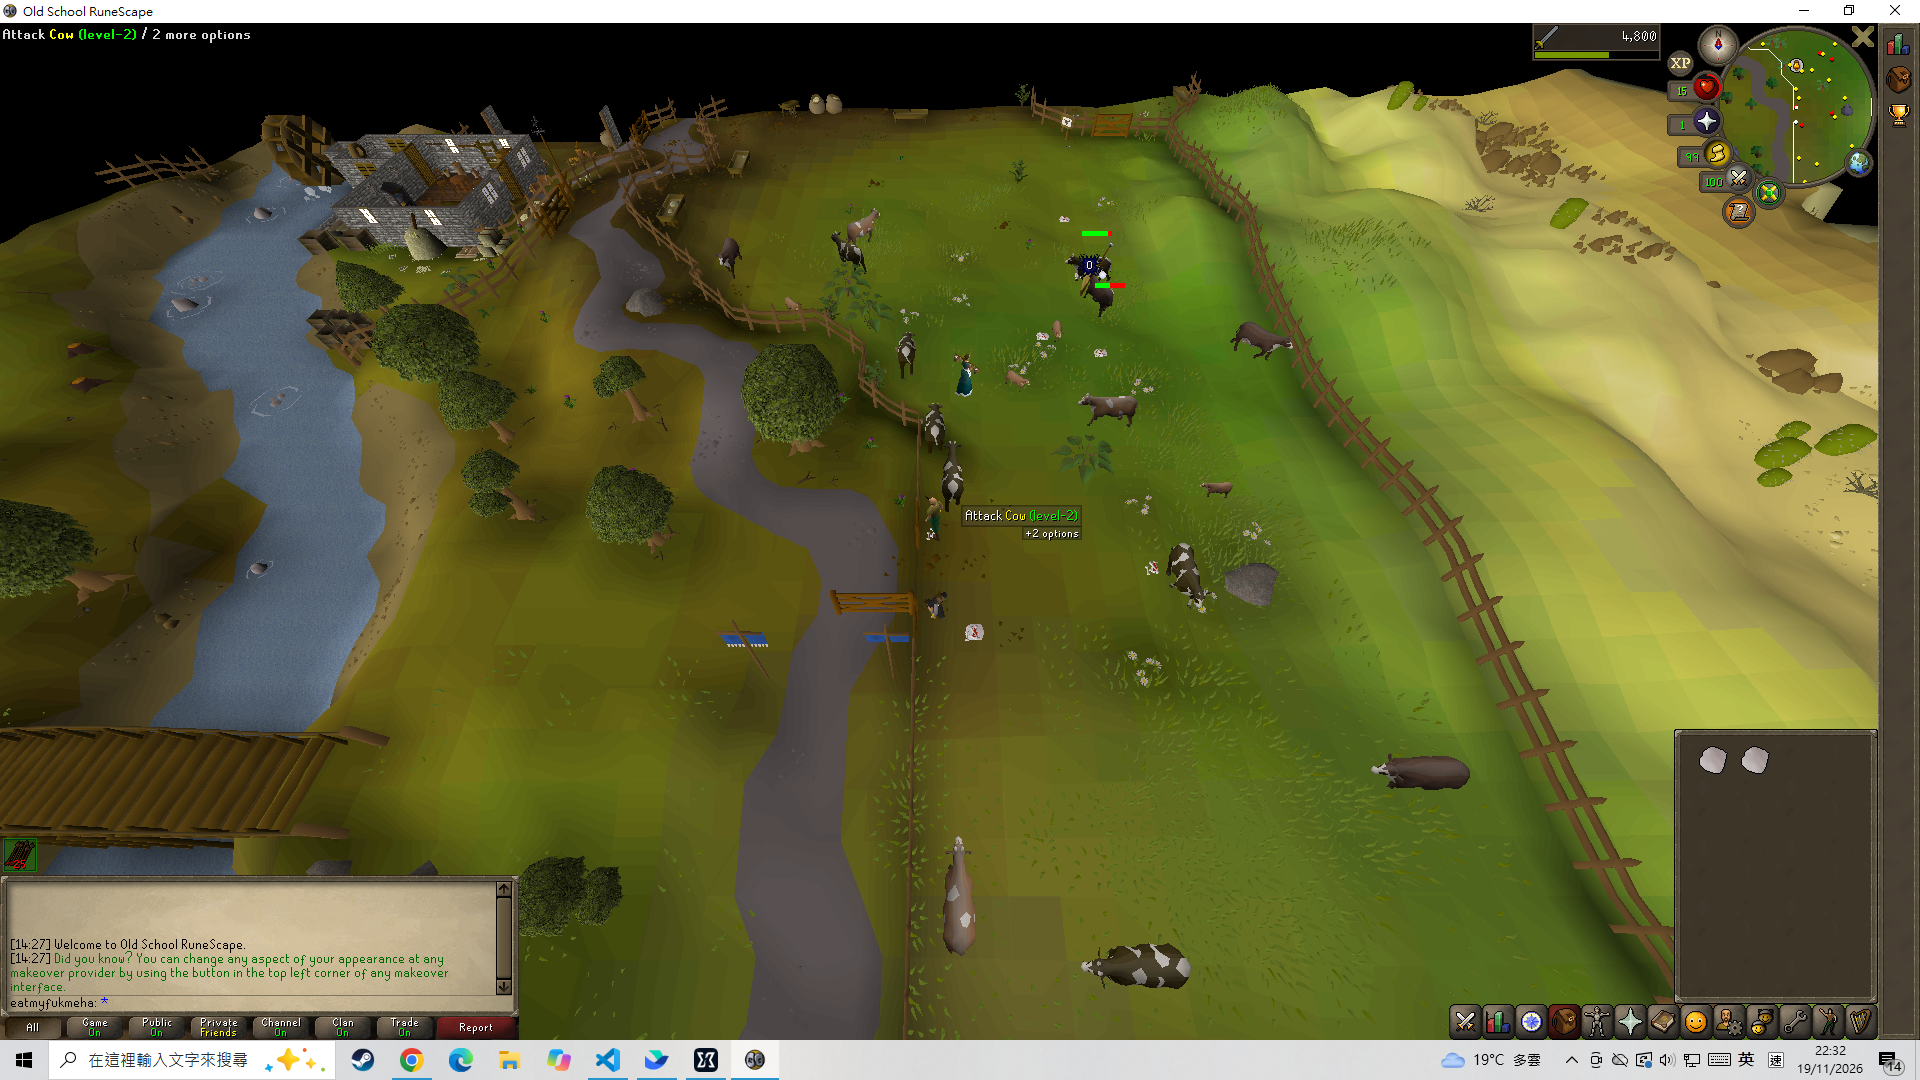 Old School RuneScape
Attack Cow (level-2) / 2 more options
4,800
XP
15
1
99
100
0
Attack Cow (level-2)
+2 options
25
[14:27] Welcome to Old School RuneScape.
[14:27] Did you know? You can change any aspect of your appearance at any
makeover provider by using the button in the top left corner of any makeover
interface.
eatmyfukmeha: *
All
Game
On
Public
On
Private
Friends
Channel
On
Clan
On
Trade
On
Report
在這裡輸入文字來搜尋
19°C 多雲
英
速
22:32
19/11/2026
14